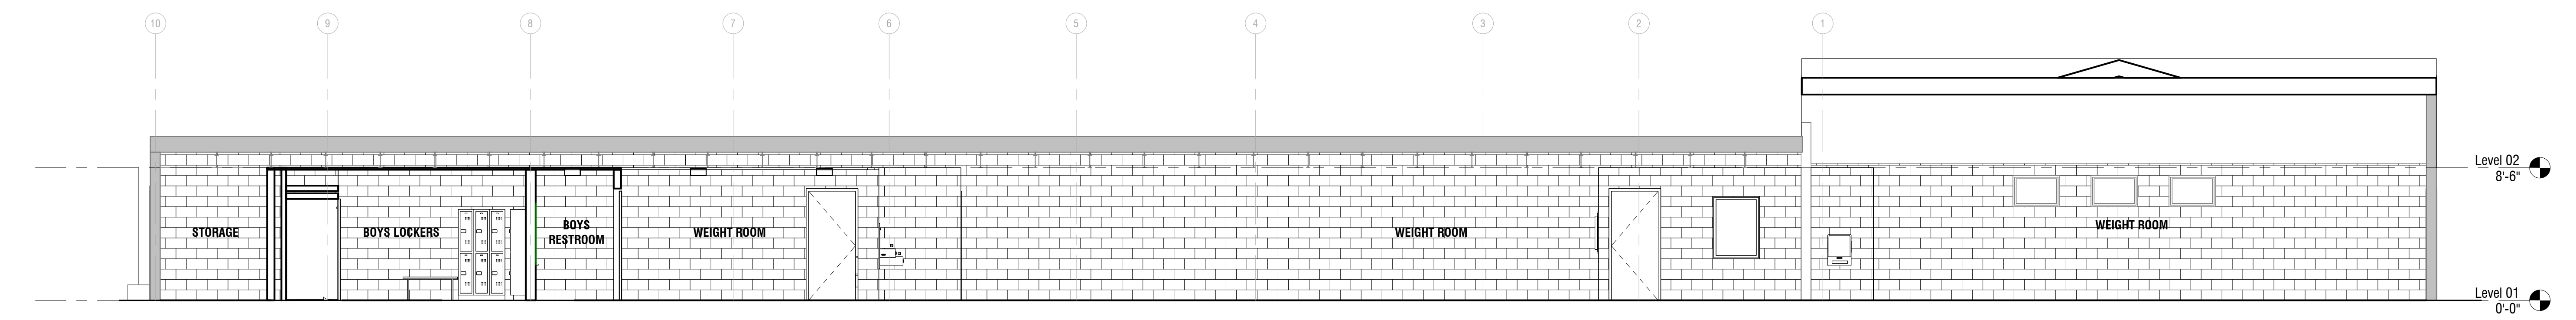 10 9 8 7 6 5 4 3 2 1
Level 02
8'-6"
STORAGE
BOYS LOCKERS
BOYS
RESTROOM
WEIGHT ROOM
WEIGHT ROOM
WEIGHT ROOM
Level 01
0'-0"